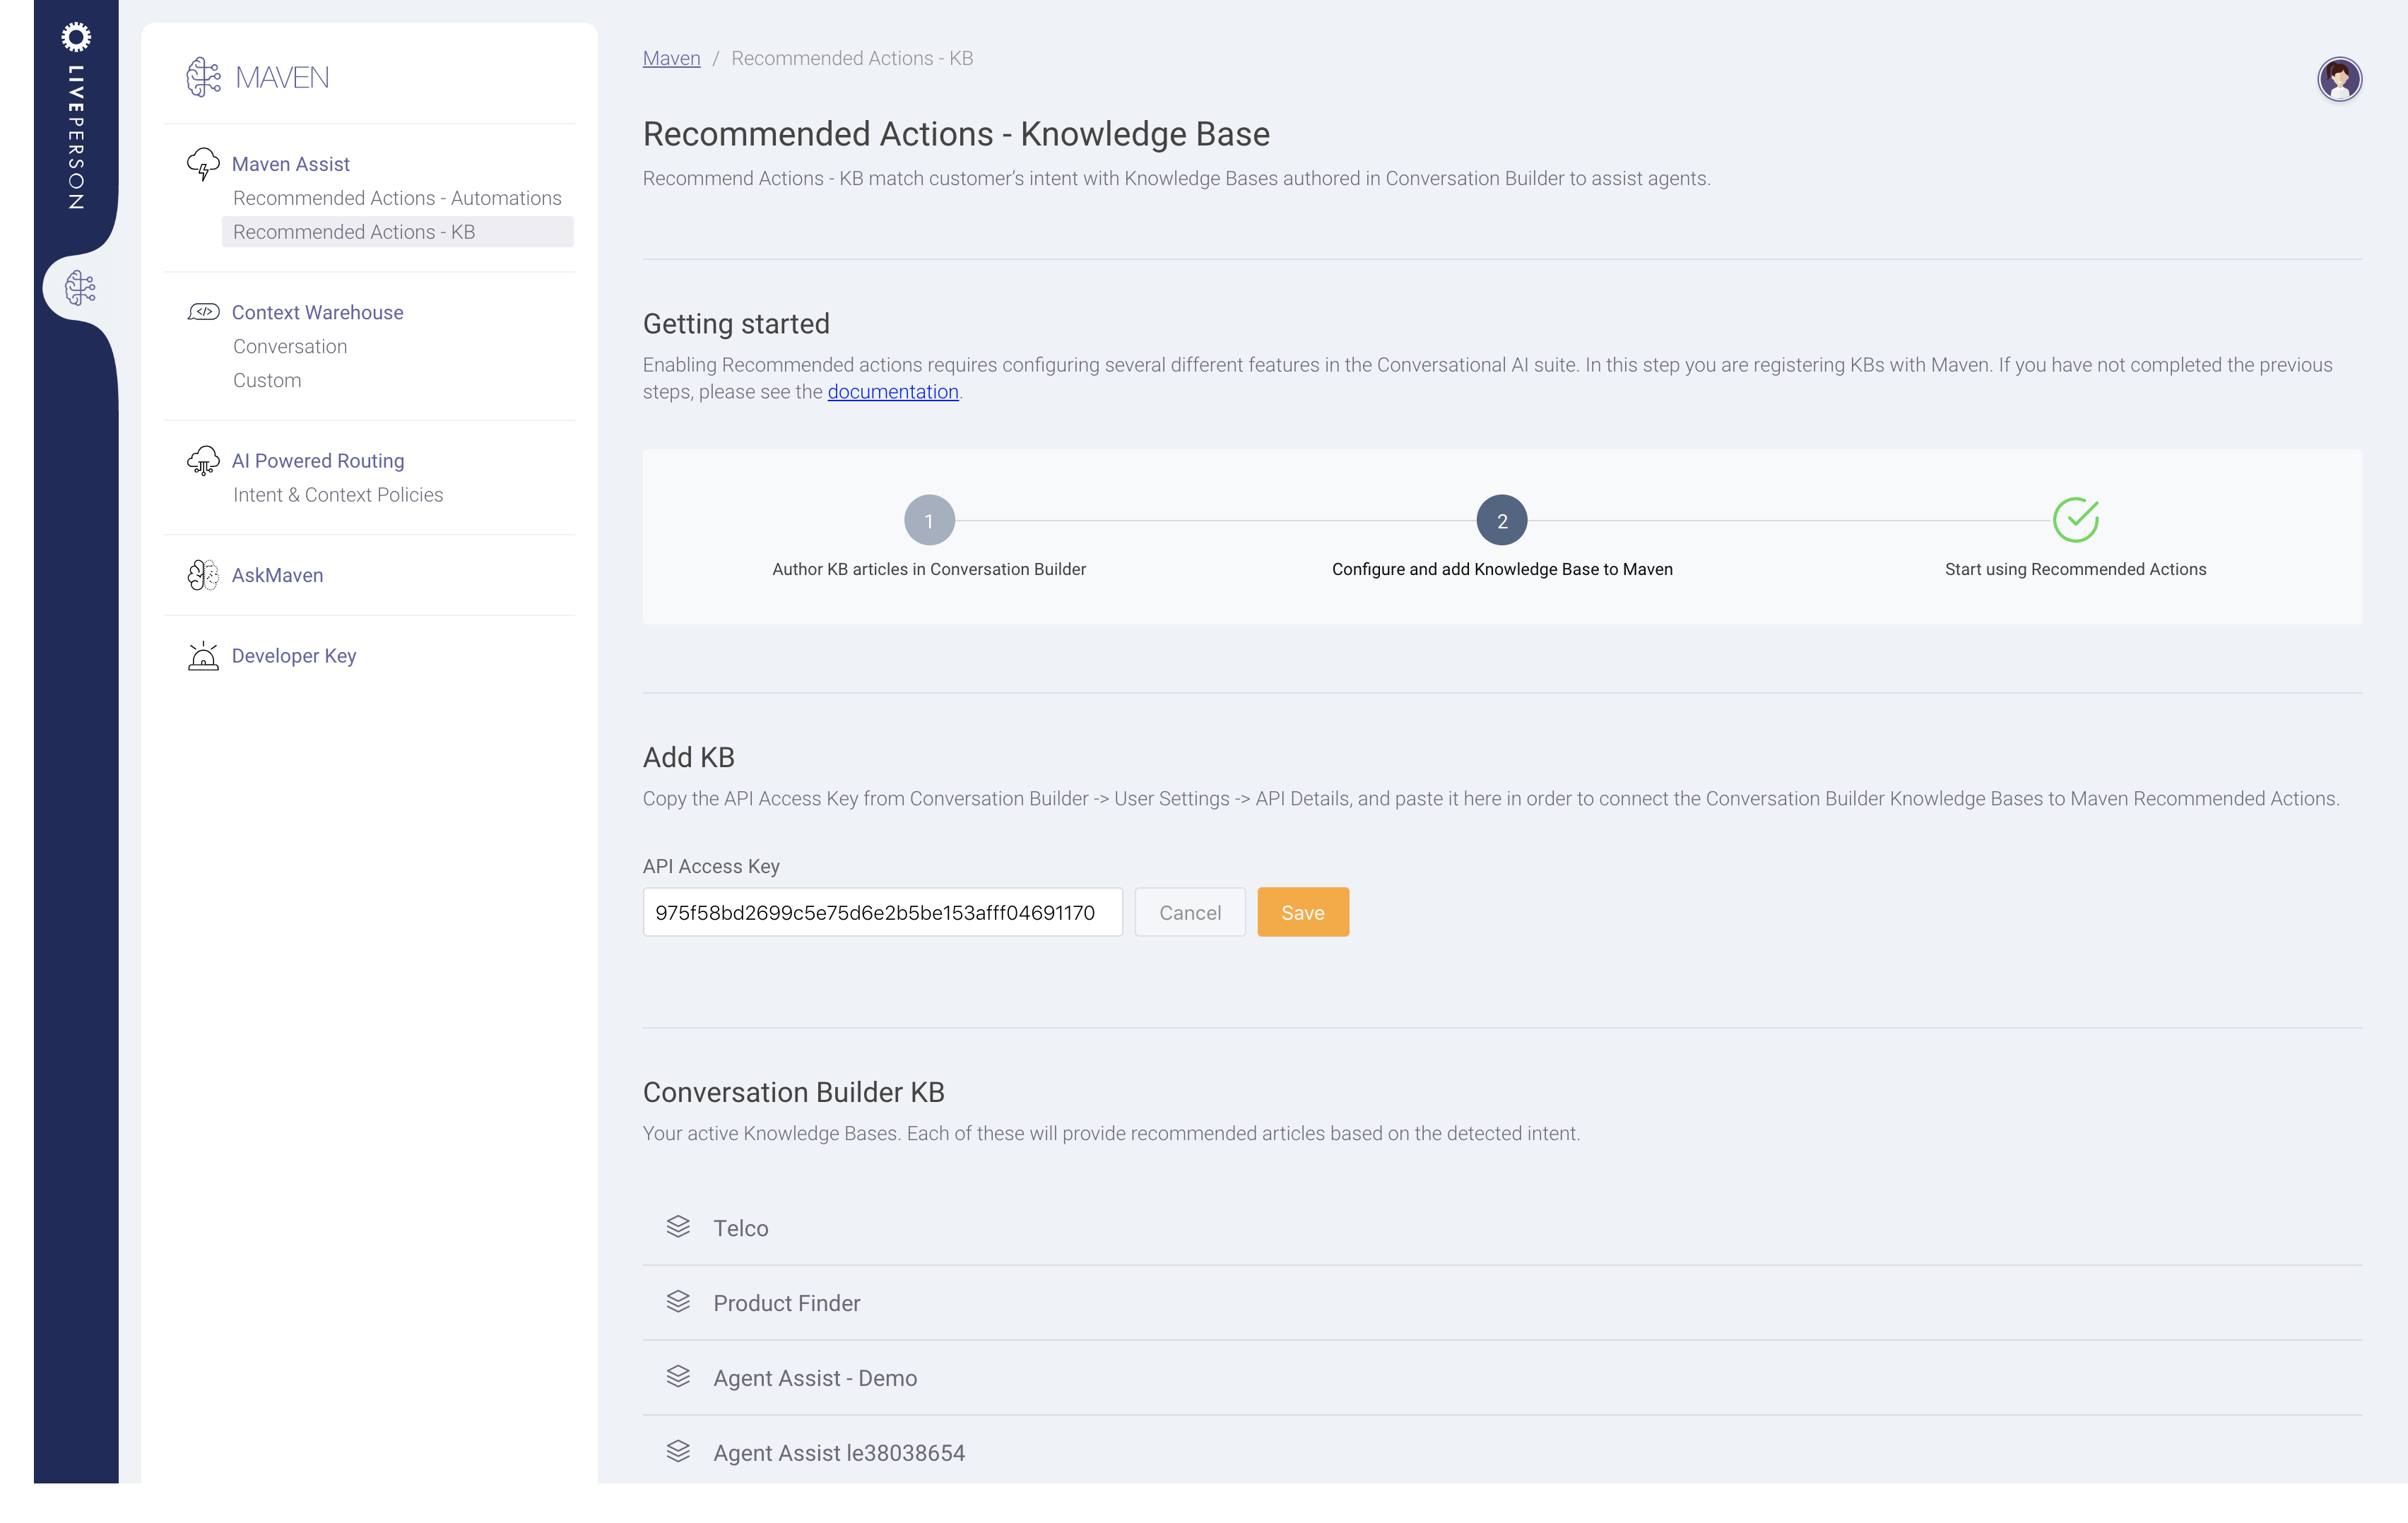 LIVEPERSON
MAVEN
Maven Assist
Recommended Actions - Automations
Recommended Actions - KB
Context Warehouse
Conversation
Custom
AI Powered Routing
Intent & Context Policies
AskMaven
Developer Key
Maven / Recommended Actions - KB
Recommended Actions - Knowledge Base
Recommend Actions - KB match customer's intent with Knowledge Bases authored in Conversation Builder to assist agents.
Getting started
Enabling Recommended actions requires configuring several different features in the Conversational AI suite. In this step you are registering KBs with Maven. If you have not completed the previous
steps, please see the documentation.
1
2
Author KB articles in Conversation Builder
Configure and add Knowledge Base to Maven
Start using Recommended Actions
Add KB
Copy the API Access Key from Conversation Builder -> User Settings -> API Details, and paste it here in order to connect the Conversation Builder Knowledge Bases to Maven Recommended Actions.
API Access Key
975f58bd2699c5e75d6e2b5be153afff04691170
Cancel
Save
Conversation Builder KB
Your active Knowledge Bases. Each of these will provide recommended articles based on the detected intent.
Telco
Product Finder
Agent Assist - Demo
Agent Assist le38038654